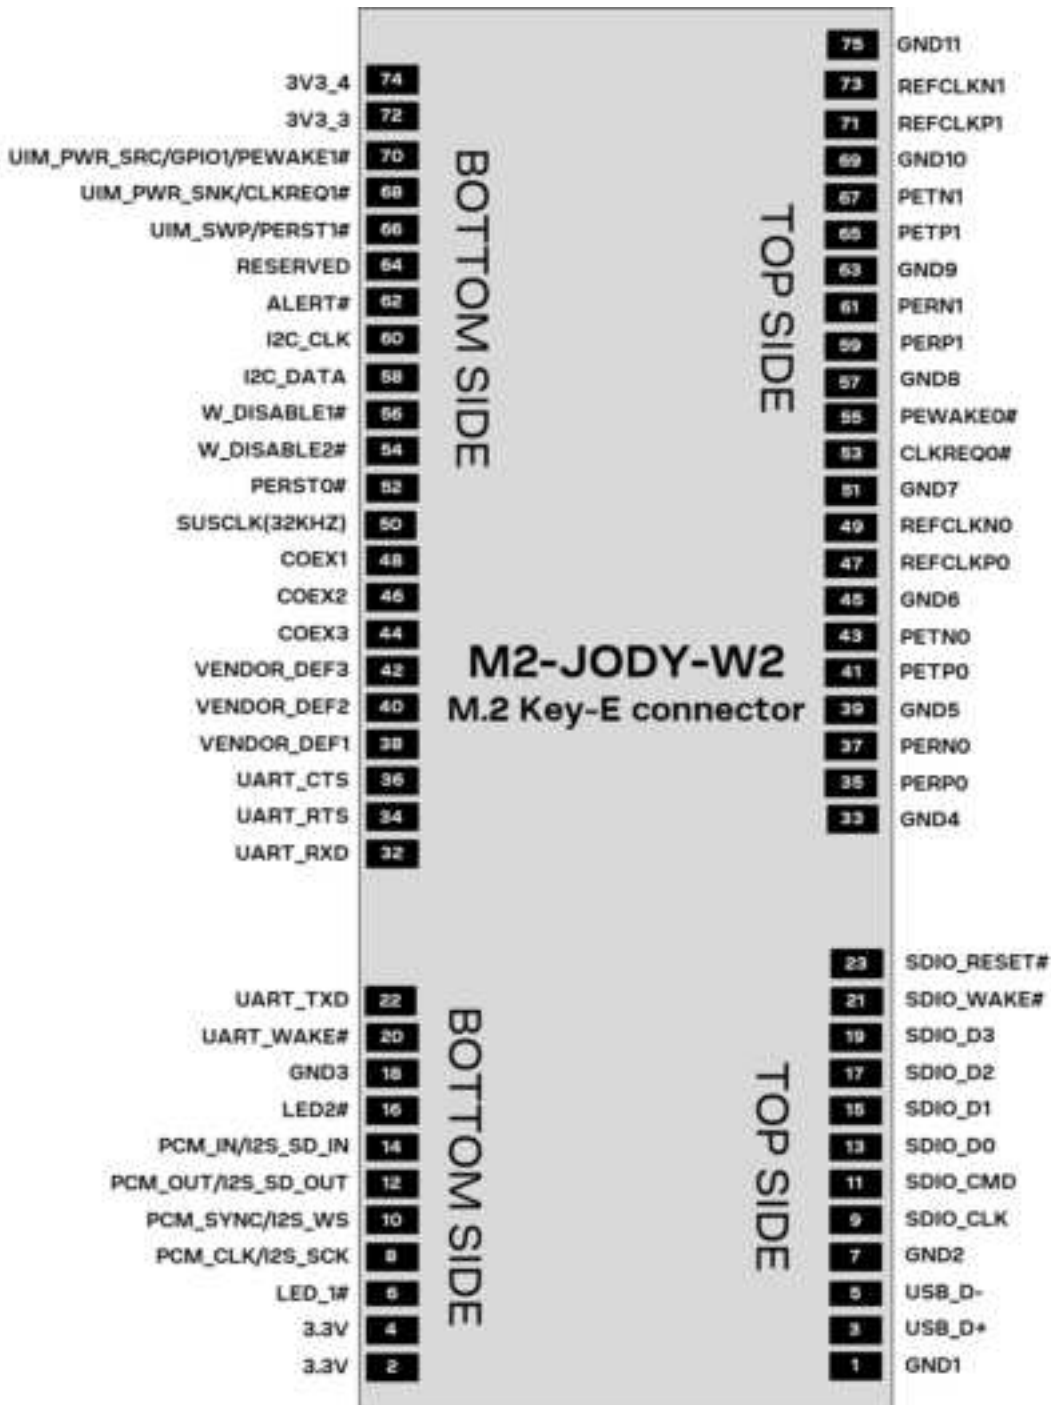 75 GND11
3V3_4 74 73 REFCLKN1
3V3_3 72 71 REFCLKP1
UIM_PWR_SRC/GPIO1/PEWAKE1# 70 69 GND10
UIM_PWR_SNK/CLKREQ1# 68 67 PETN1
UIM_SWP/PERST1# 66 65 PETP1
RESERVED 64 63 GND9
ALERT# 62 61 PERN1
I2C_CLK 60 59 PERP1
I2C_DATA 58 57 GND8
W_DISABLE1# 56 55 PEWAKE0#
W_DISABLE2# 54 53 CLKREQ0#
PERST0# 52 51 GND7
SUSCLK(32KHZ) 50 49 REFCLKN0
COEX1 48 47 REFCLKP0
COEX2 46 45 GND6
COEX3 44 43 PETN0
VENDOR_DEF3 42 41 PETP0
VENDOR_DEF2 40 39 GND5
VENDOR_DEF1 38 37 PERN0
UART_CTS 36 35 PERP0
UART_RTS 34 33 GND4
UART_RXD 32
BOTTOM SIDE
TOP SIDE
M2-JODY-W2
M.2 Key-E connector
23 SDIO_RESET#
UART_TXD 22 21 SDIO_WAKE#
UART_WAKE# 20 19 SDIO_D3
GND3 18 17 SDIO_D2
LED2# 16 15 SDIO_D1
PCM_IN/I2S_SD_IN 14 13 SDIO_D0
PCM_OUT/I2S_SD_OUT 12 11 SDIO_CMD
PCM_SYNC/I2S_WS 10 9 SDIO_CLK
PCM_CLK/I2S_SCK 8 7 GND2
LED_1# 6 5 USB_D-
3.3V 4 3 USB_D+
3.3V 2 1 GND1
BOTTOM SIDE
TOP SIDE